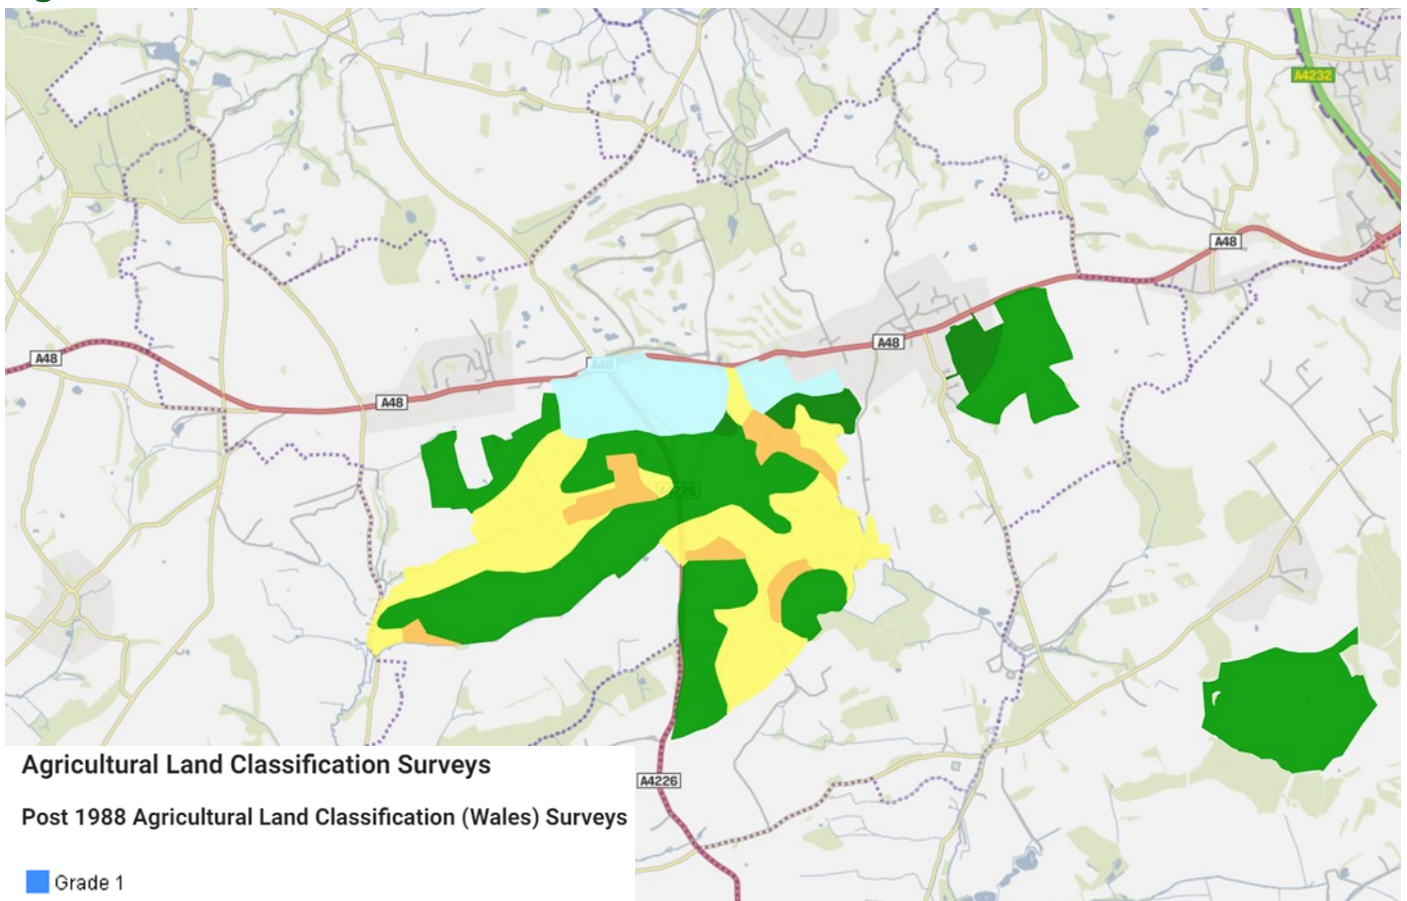 A4232
A48
A48
A48
A48
A48
A4226
A4226
Agricultural Land Classification Surveys
Post 1988 Agricultural Land Classification (Wales) Surveys
Grade 1